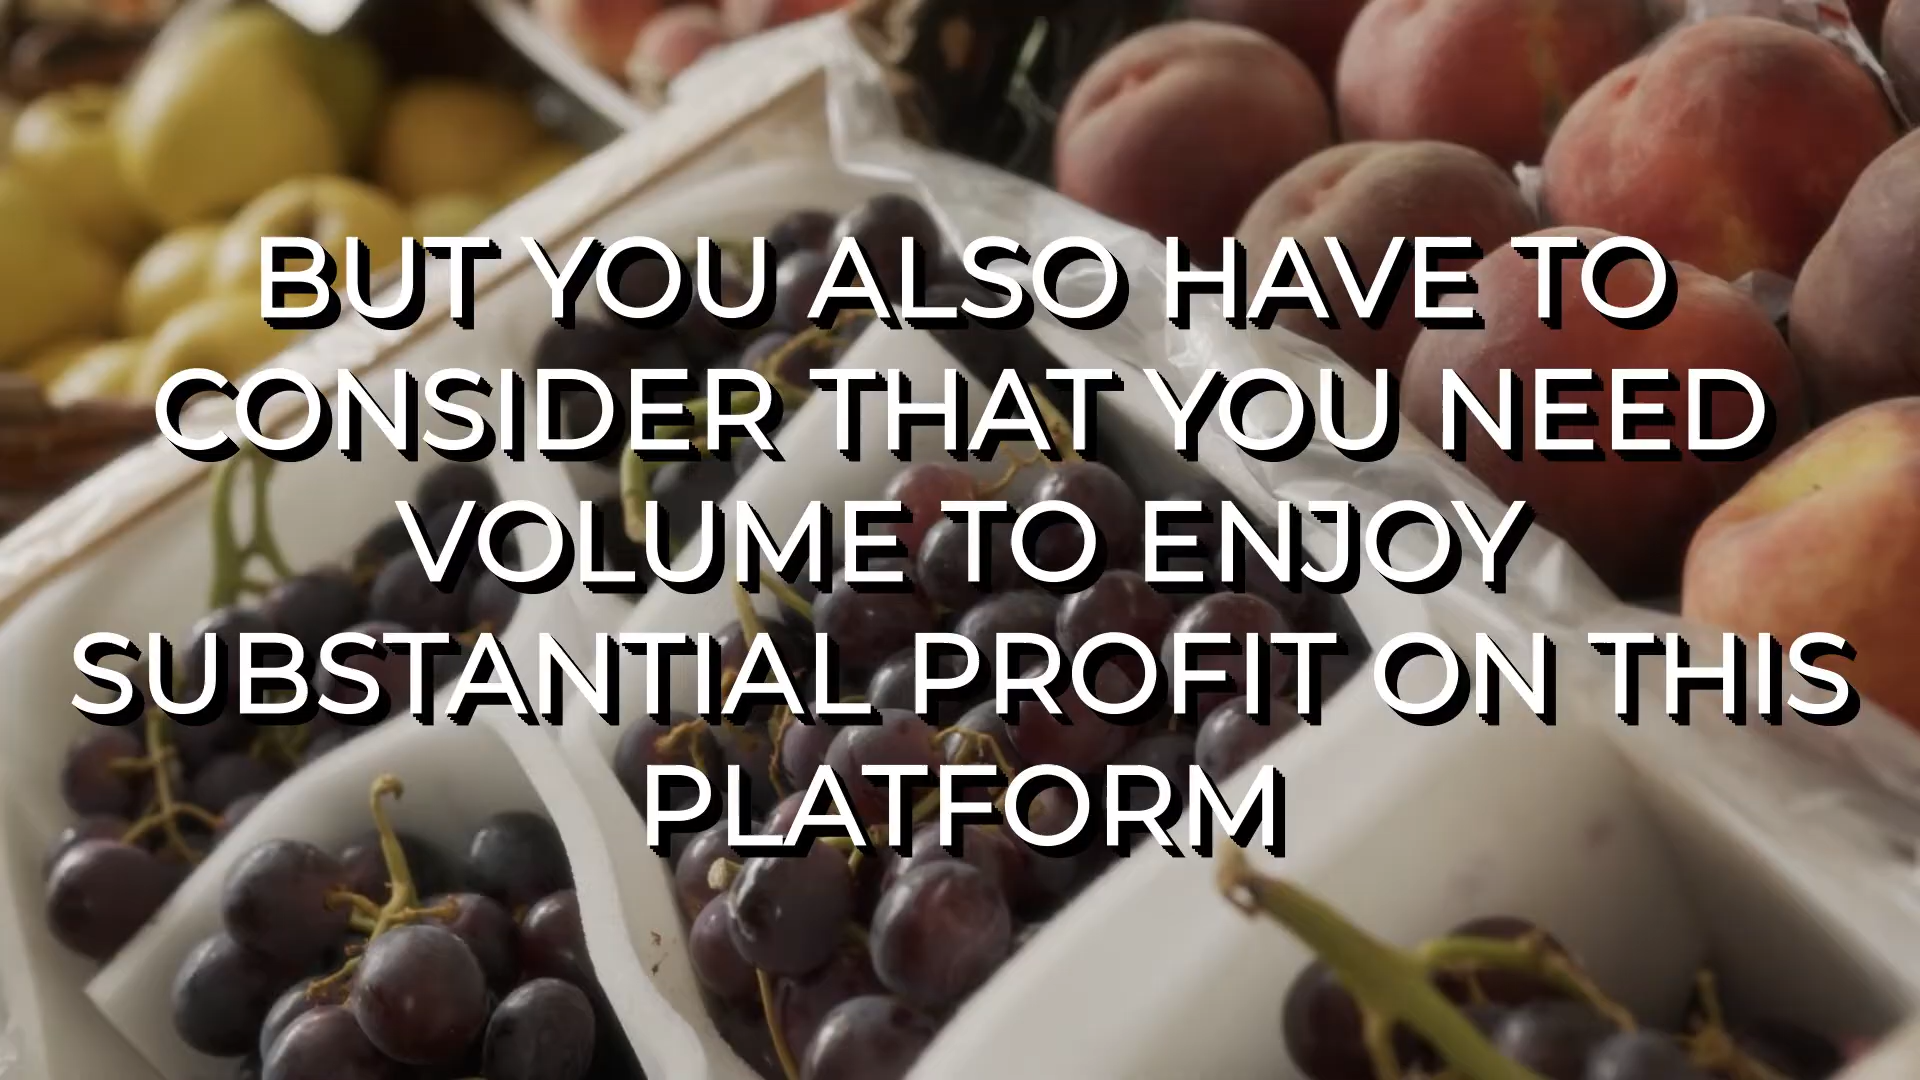 BUT YOU ALSO HAVE TO
CONSIDER THAT YOU NEED
VOLUME TO ENJOY
SUBSTANTIAL PROFIT ON THIS
PLATFORM